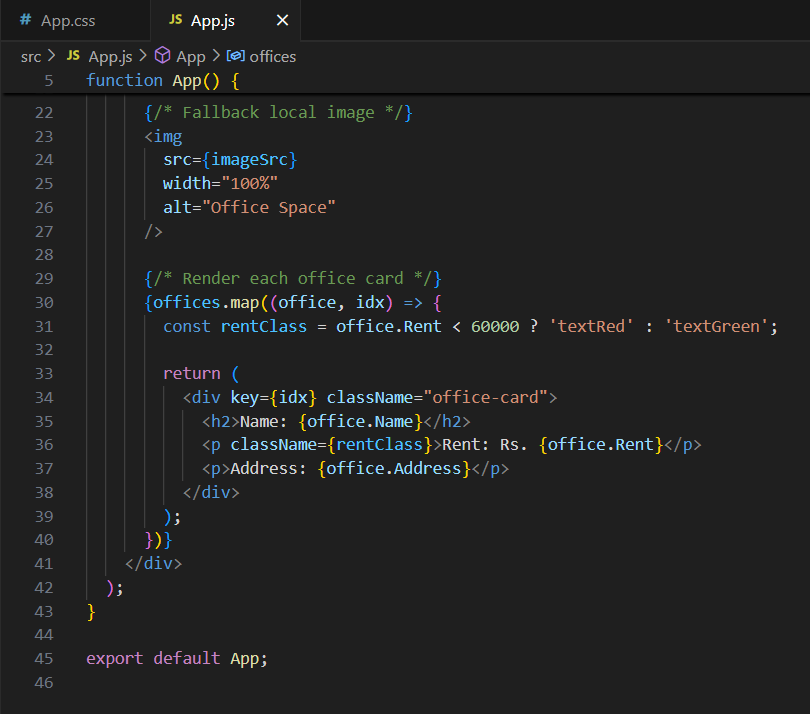 # App.css JS App.js ×
src > JS App.js > App > offices
5 function App() {
22 {/* Fallback local image */}
23 <img
24 src={imageSrc}
25 width="100%"
26 alt="Office Space"
27 />
28
29 {/* Render each office card */}
30 {offices.map((office, idx) => {
31 const rentClass = office.Rent < 60000 ? 'textRed' : 'textGreen';
32
33 return (
34 <div key={idx} className="office-card">
35 <h2>Name: {office.Name}</h2>
36 <p className={rentClass}>Rent: Rs. {office.Rent}</p>
37 <p>Address: {office.Address}</p>
38 </div>
39 );
40 })}
41 </div>
42 );
43 }
44
45 export default App;
46